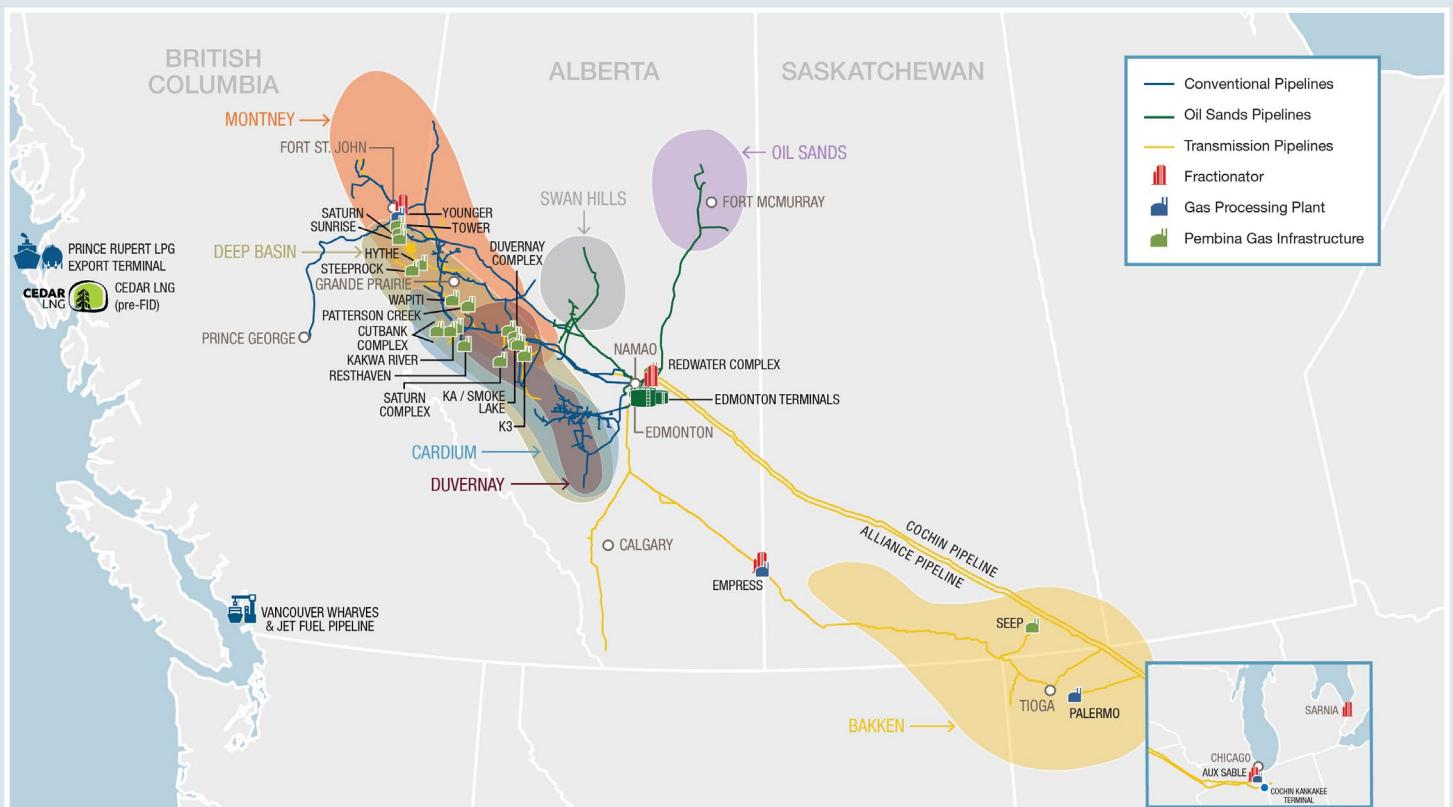 BRITISH
COLUMBIA
ALBERTA
SASKATCHEWAN
Conventional Pipelines
Oil Sands Pipelines
Transmission Pipelines
Fractionator
Gas Processing Plant
Pembina Gas Infrastructure
MONTNEY
FORT ST. JOHN
OIL SANDS
FORT MCMURRAY
SWAN HILLS
SATURN
SUNRISE
YOUNGER
TOWER
DEEP BASIN
HYTHE
STEEPROCK
GRANDE PRAIRIE
DUVERNAY
COMPLEX
PRINCE RUPERT LPG
EXPORT TERMINAL
CEDAR
LNG
CEDAR LNG
(pre-FID)
PRINCE GEORGE
WAPITI
PATTERSON CREEK
CUTBANK
COMPLEX
KAKWA RIVER
RESTHAVEN
SATURN
COMPLEX
KA / SMOKE
LAKE
K3
NAMAO
REDWATER COMPLEX
EDMONTON TERMINALS
EDMONTON
CARDIUM
DUVERNAY
CALGARY
EMPRESS
COCHIN PIPELINE
ALLIANCE PIPELINE
VANCOUVER WHARVES
& JET FUEL PIPELINE
SEEP
TIOGA
PALERMO
BAKKEN
SARNIA
CHICAGO
AUX SABLE
COCHIN KANKAKEE
TERMINAL